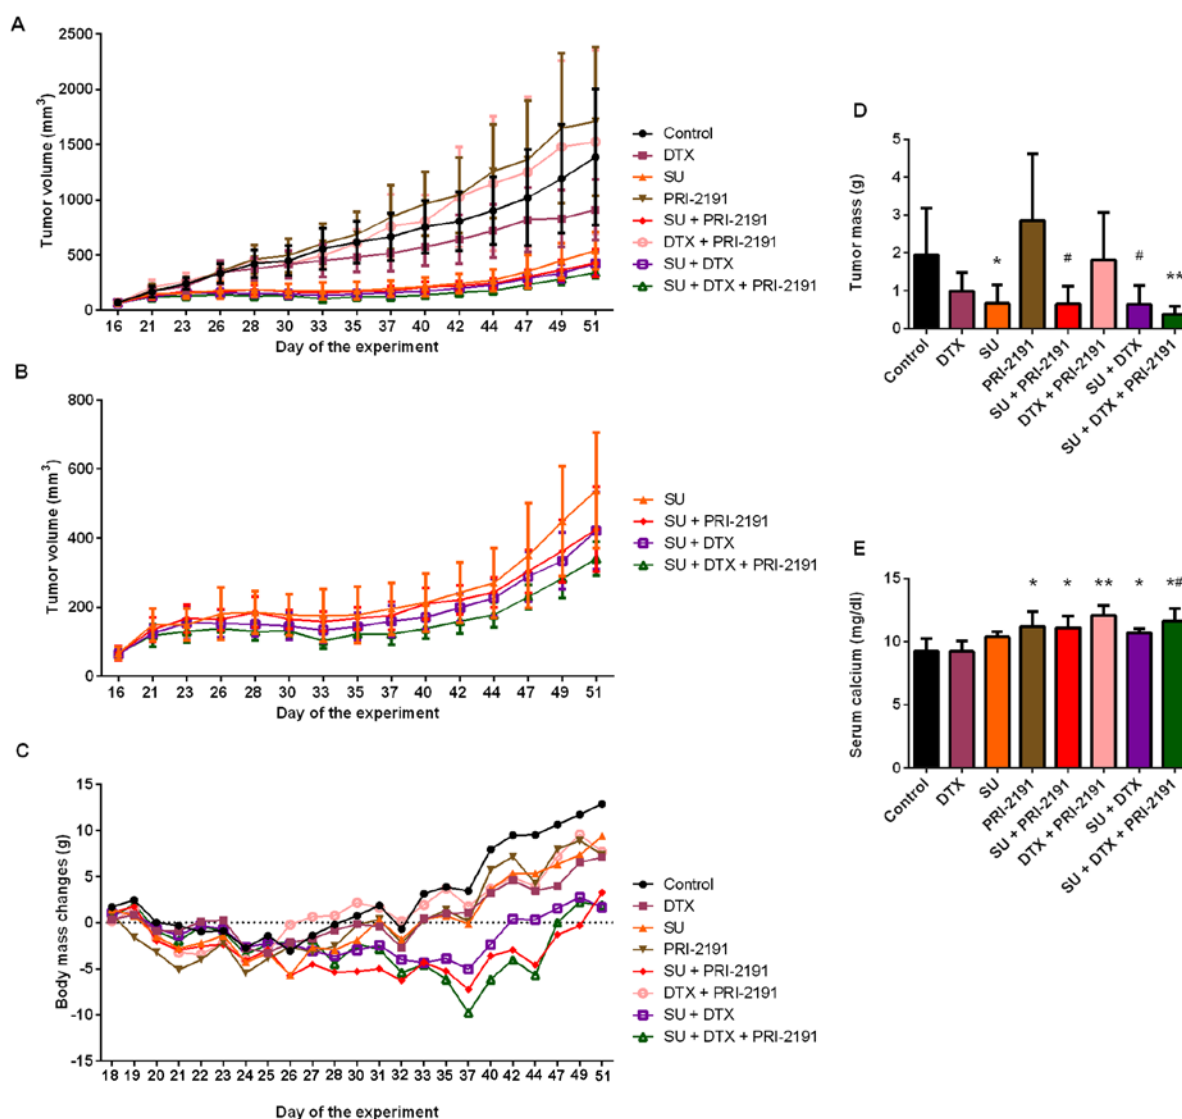 A
Tumor volume (mm³)
2500
2000
1500
1000
500
0
16 21 23 26 28 30 33 35 37 40 42 44 47 49 51
Day of the experiment
Control
DTX
SU
PRI-2191
SU + PRI-2191
DTX + PRI-2191
SU + DTX
SU + DTX + PRI-2191
B
Tumor volume (mm³)
800
600
400
200
0
16 21 23 26 28 30 33 35 37 40 42 44 47 49 51
Day of the experiment
SU
SU + PRI-2191
SU + DTX
SU + DTX + PRI-2191
C
Body mass changes (g)
15
10
5
0
-5
-10
-15
18 19 20 21 22 23 24 25 26 27 28 30 31 32 33 35 37 40 42 44 47 49 51
Day of the experiment
Control
DTX
SU
PRI-2191
SU + PRI-2191
DTX + PRI-2191
SU + DTX
SU + DTX + PRI-2191
D
Tumor mass (g)
5
4
3
2
1
0
* # # **
Control
DTX
SU
PRI-2191
SU + PRI-2191
DTX + PRI-2191
SU + DTX
SU + DTX + PRI-2191
E
Serum calcium (mg/dl)
15
10
5
0
* * ** * *#
Control
DTX
SU
PRI-2191
SU + PRI-2191
DTX + PRI-2191
SU + DTX
SU + DTX + PRI-2191